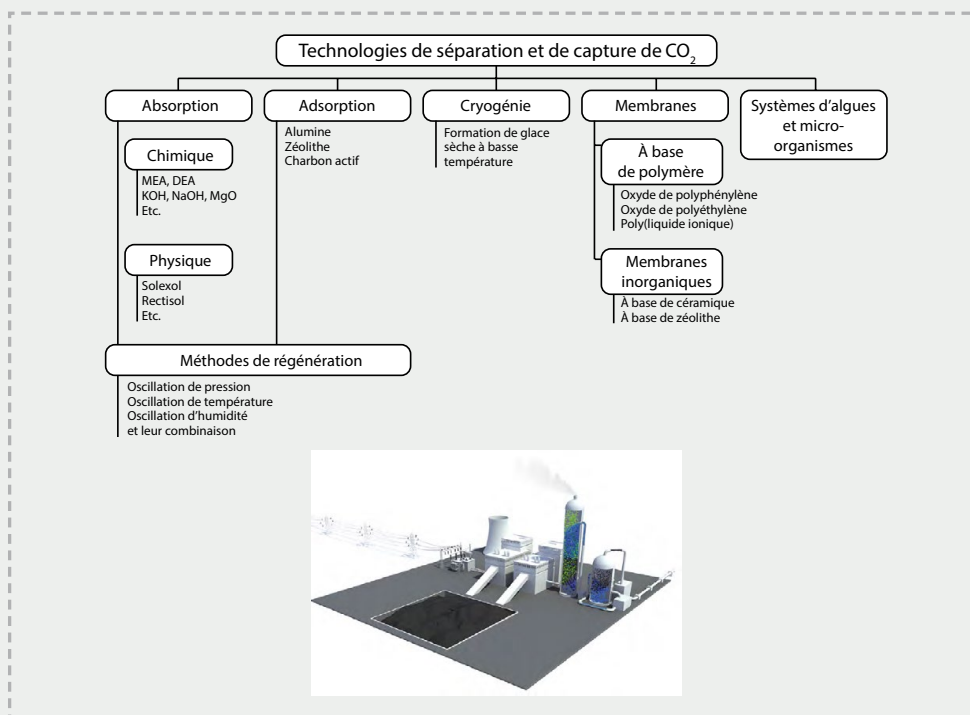 Technologies de séparation et de capture de CO₂
Absorption
Chimique
MEA, DEA
KOH, NaOH, MgO
Etc.
Physique
Solexol
Rectisol
Etc.
Adsorption
Alumine
Zéolithe
Charbon actif
Méthodes de régénération
Oscillation de pression
Oscillation de température
Oscillation d'humidité
et leur combinaison
Cryogénie
Formation de glace
sèche à basse
température
Membranes
À base
de polymère
Oxyde de polyphénylène
Oxyde de polyéthylène
Poly(liquide ionique)
Membranes
inorganiques
À base de céramique
À base de zéolithe
Systèmes d'algues
et micro-
organismes